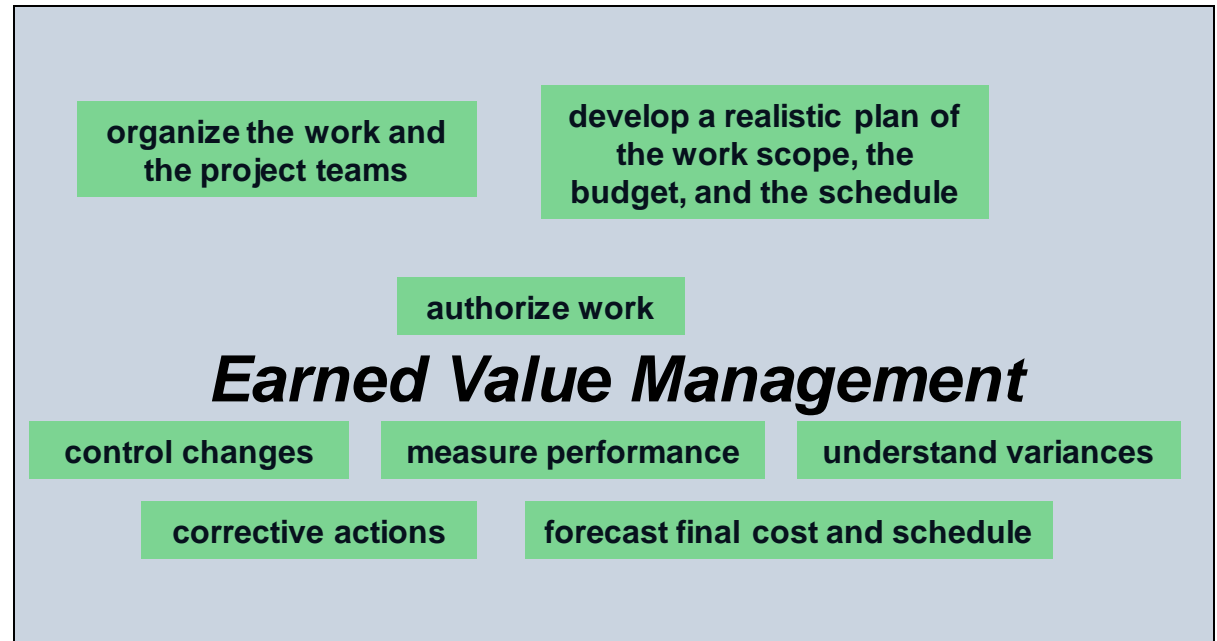 organize the work and
the project teams
develop a realistic plan of
the work scope, the
budget, and the schedule
authorize work
Earned Value Management
control changes
measure performance
understand variances
corrective actions
forecast final cost and schedule